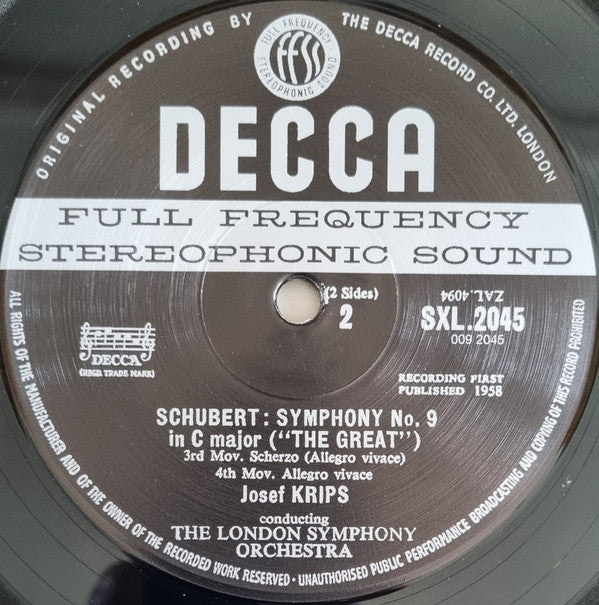 ORIGINAL RECORDING BY THE DECCA RECORD CO. LTD. LONDON
FULL FREQUENCY
ffss
STEREOPHONIC SOUND
DECCA
FULL FREQUENCY
STEREOPHONIC SOUND
(2 Sides)
2
ZAL.4094
SXL.2045
009 2045
DECCA
(REGD. TRADE MARK)
RECORDING FIRST
PUBLISHED 1958
SCHUBERT: SYMPHONY No. 9
in C major ("THE GREAT")
3rd Mov. Scherzo (Allegro vivace)
4th Mov. Allegro vivace
Josef KRIPS
conducting
THE LONDON SYMPHONY
ORCHESTRA
ALL RIGHTS OF THE MANUFACTURER AND OF THE OWNER OF THE RECORDED WORK RESERVED · UNAUTHORISED PUBLIC PERFORMANCE BROADCASTING AND COPYING OF THIS RECORD PROHIBITED